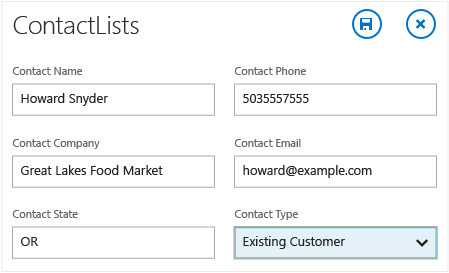 ContactLists
Contact Name
Contact Phone
Howard Snyder
5035557555
Contact Company
Contact Email
Great Lakes Food Market
howard@example.com
Contact State
Contact Type
OR
Existing Customer